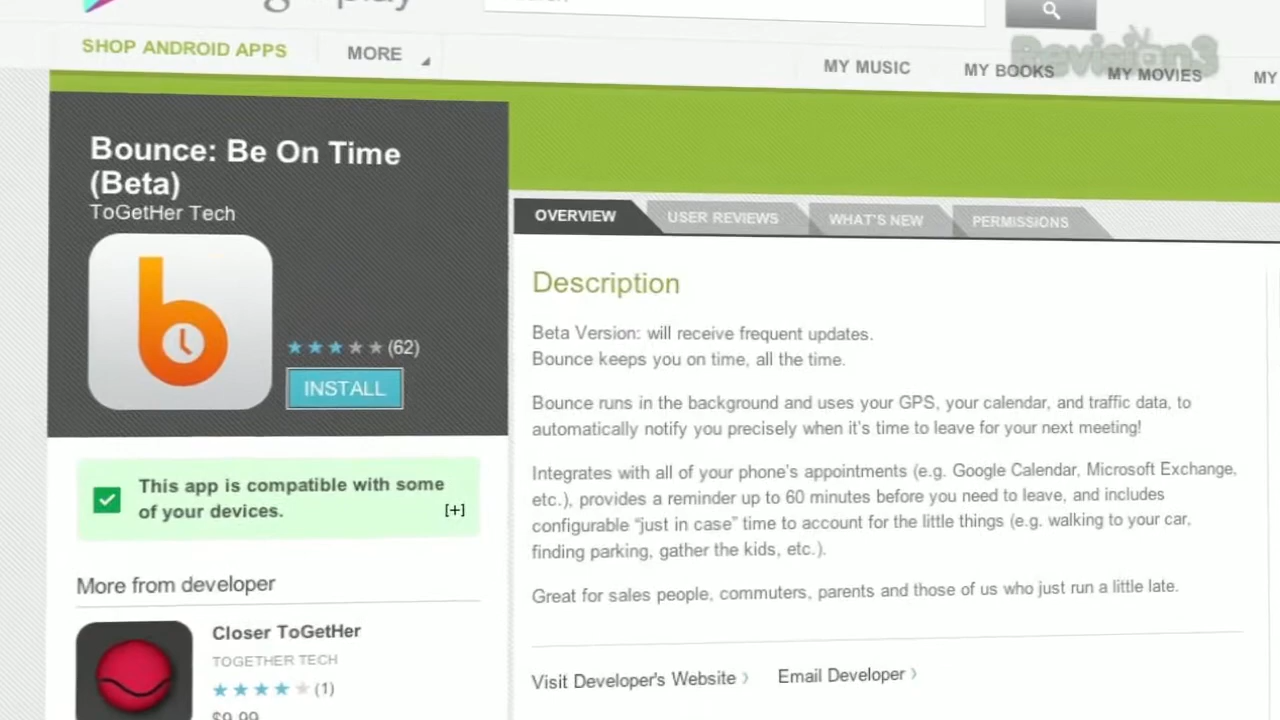 play
SHOP ANDROID APPS
MORE
MY MUSIC
MY BOOKS
MY MOVIES
MY
Revision3
Bounce: Be On Time
(Beta)
ToGetHer Tech
(62)
INSTALL
This app is compatible with some
of your devices.
[+]
More from developer
Closer ToGetHer
TOGETHER TECH
(1)
$9.99
OVERVIEW
USER REVIEWS
WHAT'S NEW
PERMISSIONS
Description
Beta Version: will receive frequent updates.
Bounce keeps you on time, all the time.
Bounce runs in the background and uses your GPS, your calendar, and traffic data, to
automatically notify you precisely when it's time to leave for your next meeting!
Integrates with all of your phone's appointments (e.g. Google Calendar, Microsoft Exchange,
etc.), provides a reminder up to 60 minutes before you need to leave, and includes
configurable “just in case” time to account for the little things (e.g. walking to your car,
finding parking, gather the kids, etc.).
Great for sales people, commuters, parents and those of us who just run a little late.
Visit Developer's Website ›
Email Developer ›